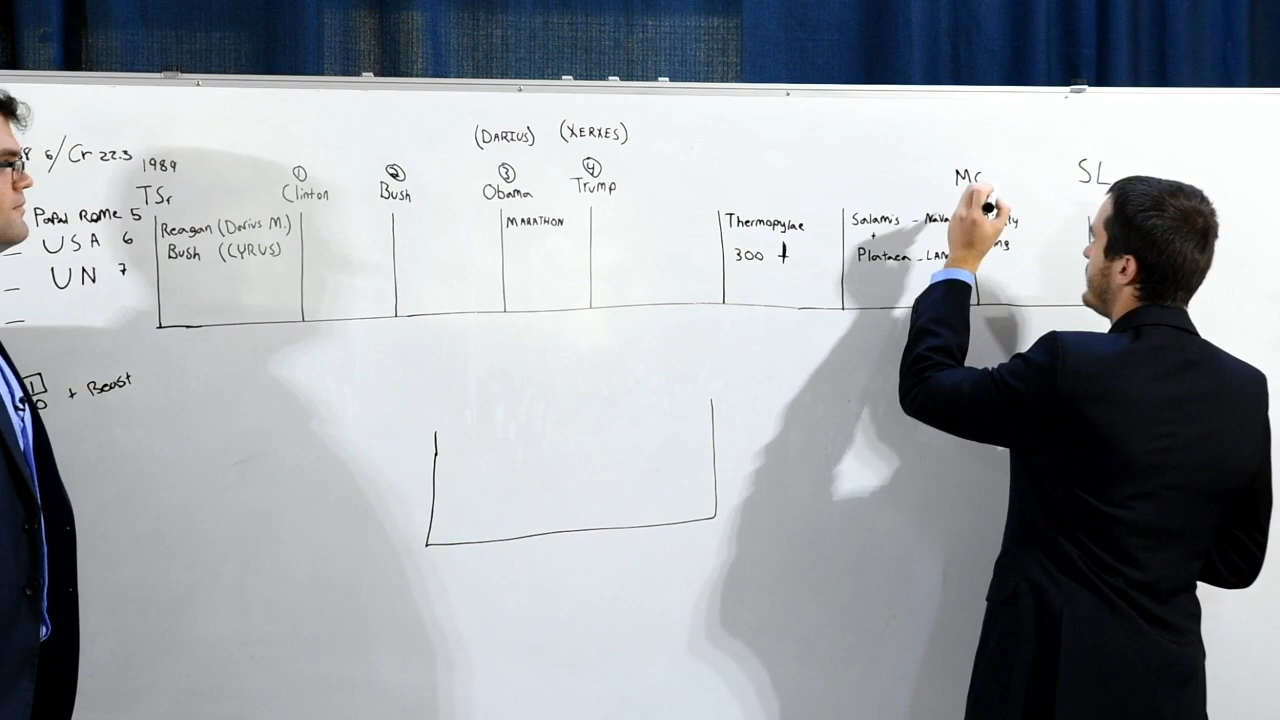 6/Cr 22.3
1989
TSr
Papal Rome 5
USA 6
UN 7
+ Beast
(DARIUS) (XERXES)
① Clinton
② Bush
③ Obama
④ Trump
Reagan (Darius M.)
Bush (CYRUS)
MARATHON
Thermopylae
300
Salamis -
+
Plataea -
SL